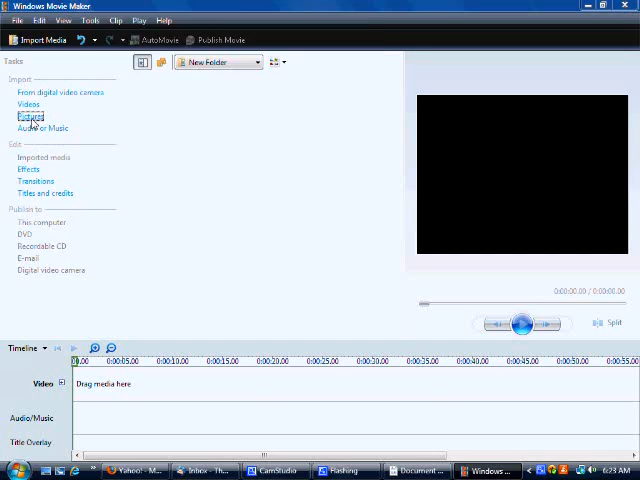 Windows Movie Maker
File Edit View Tools Clip Play Help
Import Media AutoMovie Publish Movie
Tasks
New Folder
Import
From digital video camera
Videos
Pictures
Audio or Music
Edit
Imported media
Effects
Transitions
Titles and credits
Publish to
This computer
DVD
Recordable CD
E-mail
Digital video camera
0:00:00.00 / 0:00:00.00
Split
Timeline
00.00 0:00:05.00 0:00:10.00 0:00:15.00 0:00:20.00 0:00:25.00 0:00:30.00 0:00:35.00 0:00:40.00 0:00:45.00 0:00:50.00 0:00:55.00
Video Drag media here
Audio/Music
Title Overlay
Yahoo! - M... Inbox - Th... CamStudio Flashing Document ... Windows ... 6:23 AM